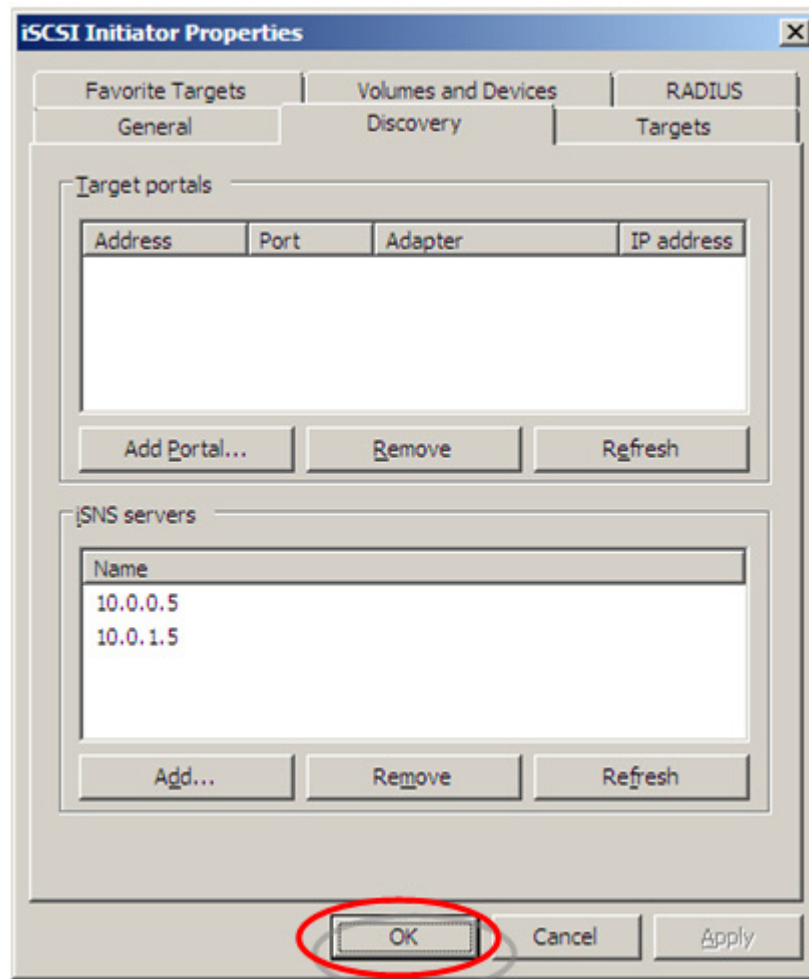 iSCSI Initiator Properties
Favorite Targets Volumes and Devices RADIUS
General Discovery Targets
Target portals
Address Port Adapter IP address
Add Portal... Remove Refresh
iSNS servers
Name
10.0.0.5
10.0.1.5
Add... Remove Refresh
OK Cancel Apply